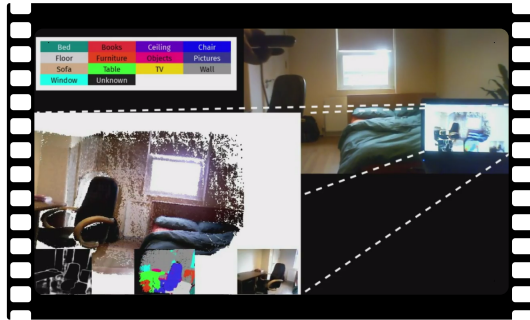 Bed Books Ceiling Chair
Floor Furniture Objects Pictures
Sofa Table TV Wall
Window Unknown